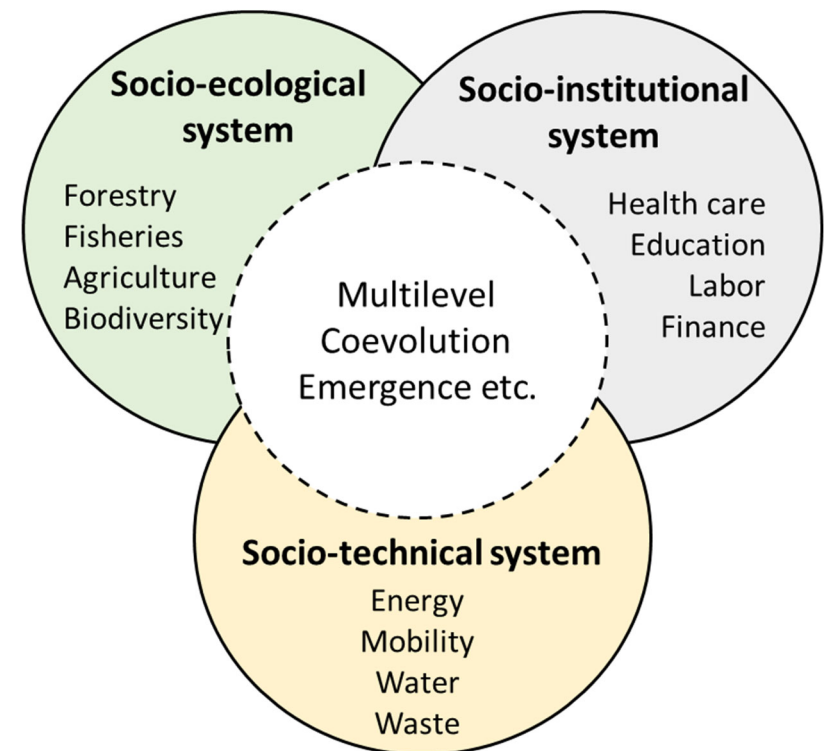 Socio-ecological
system
Forestry
Fisheries
Agriculture
Biodiversity
Socio-institutional
system
Health care
Education
Labor
Finance
Multilevel
Coevolution
Emergence etc.
Socio-technical system
Energy
Mobility
Water
Waste